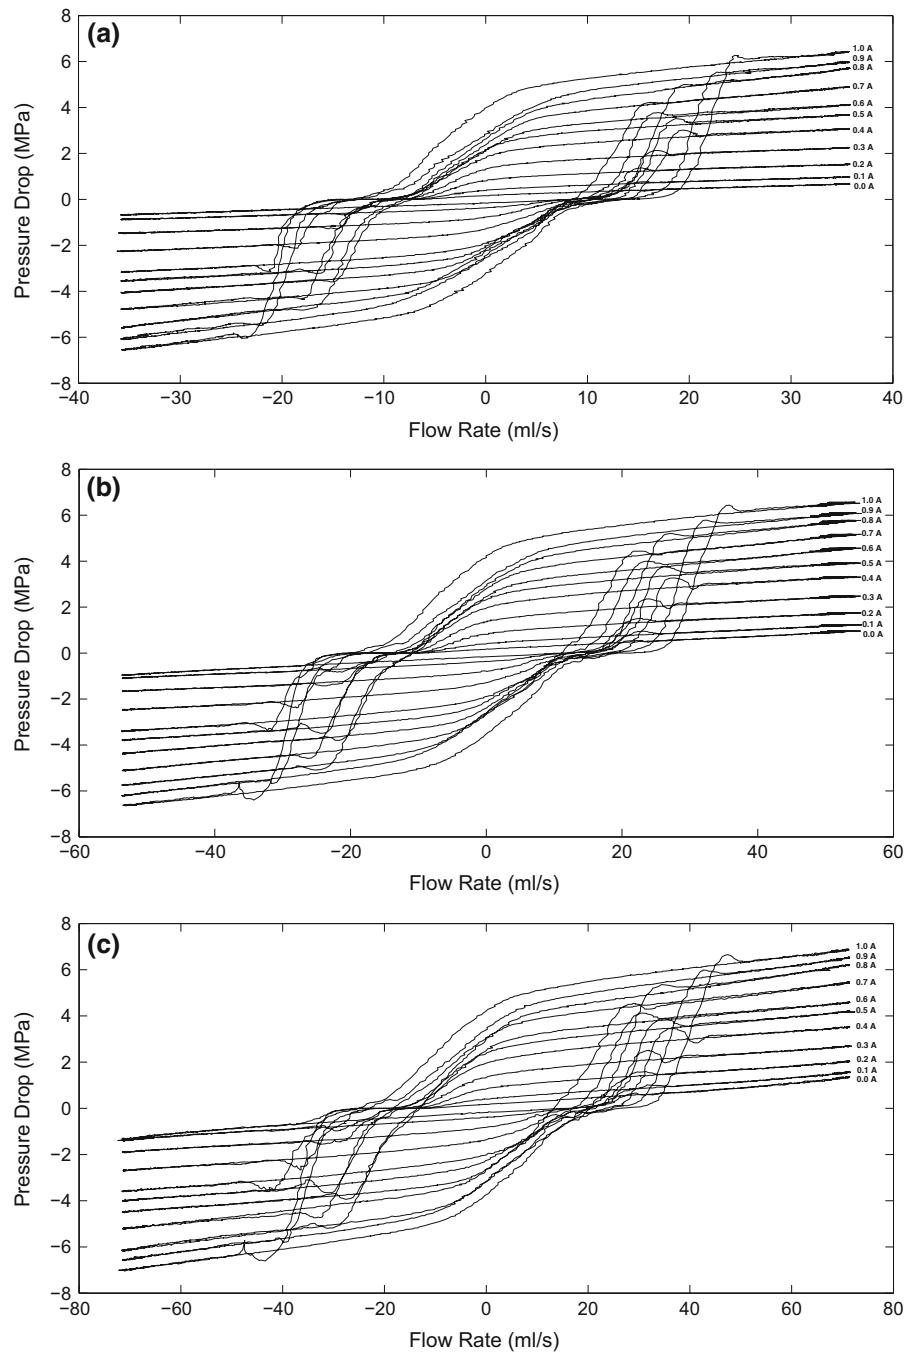 (a)
8
6
4
2
0
−2
−4
−6
−8
Pressure Drop (MPa)
1.0 A
0.9 A
0.8 A
0.7 A
0.6 A
0.5 A
0.4 A
0.3 A
0.2 A
0.1 A
0.0 A
−40 −30 −20 −10 0 10 20 30 40
Flow Rate (ml/s)
(b)
8
6
4
2
0
−2
−4
−6
−8
Pressure Drop (MPa)
1.0 A
0.9 A
0.8 A
0.7 A
0.6 A
0.5 A
0.4 A
0.3 A
0.2 A
0.1 A
0.0 A
−60 −40 −20 0 20 40 60
Flow Rate (ml/s)
(c)
8
6
4
2
0
−2
−4
−6
−8
Pressure Drop (MPa)
1.0 A
0.9 A
0.8 A
0.7 A
0.6 A
0.5 A
0.4 A
0.3 A
0.2 A
0.1 A
0.0 A
−80 −60 −40 −20 0 20 40 60 80
Flow Rate (ml/s)